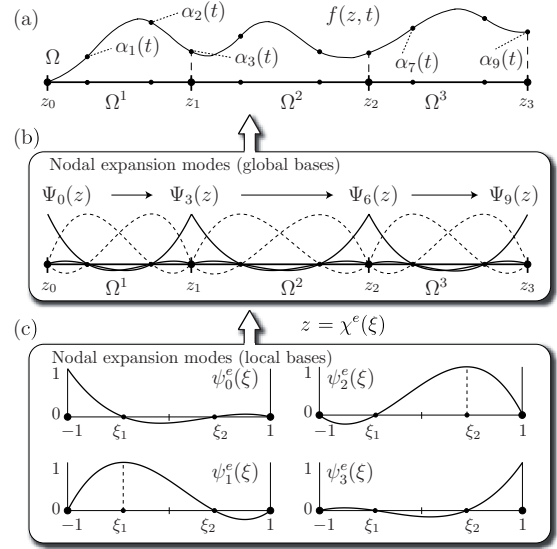 (a)
Ω α₁(t) α₂(t) α₃(t) f(z, t) α₇(t) α₉(t)
z₀ Ω¹ z₁ Ω² z₂ Ω³ z₃
(b)
Nodal expansion modes (global bases)
Ψ₀(z) Ψ₃(z) Ψ₆(z) Ψ₉(z)
z₀ Ω¹ z₁ Ω² z₂ Ω³ z₃
z = χᵉ(ξ)
(c)
Nodal expansion modes (local bases)
1 ψ₀ᵉ(ξ) 1 ψ₂ᵉ(ξ)
0 0
−1 ξ₁ ξ₂ 1 −1 ξ₁ ξ₂ 1
1 ψ₁ᵉ(ξ) 1 ψ₃ᵉ(ξ)
0 0
−1 ξ₁ ξ₂ 1 −1 ξ₁ ξ₂ 1